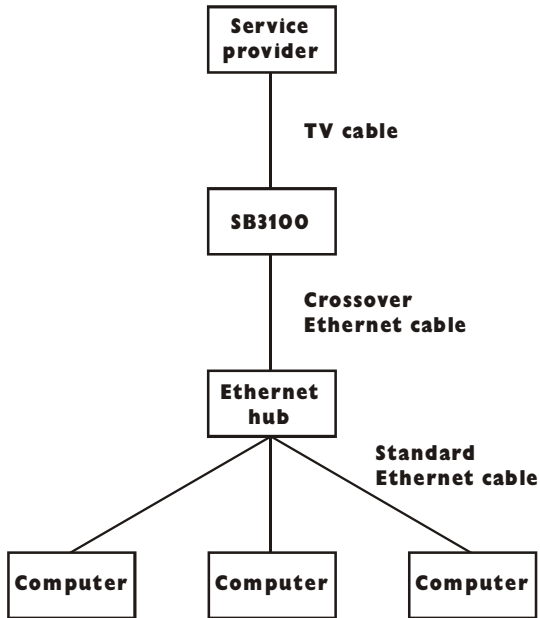 Service
provider
TV cable
SB3100
Crossover
Ethernet cable
Ethernet
hub
Standard
Ethernet cable
Computer
Computer
Computer